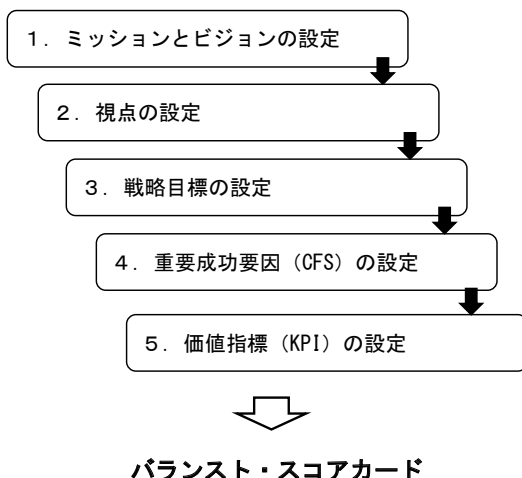 １．ミッションとビジョンの設定
２．視点の設定
３．戦略目標の設定
４．重要成功要因（CFS）の設定
５．価値指標（KPI）の設定
バランスト・スコアカード